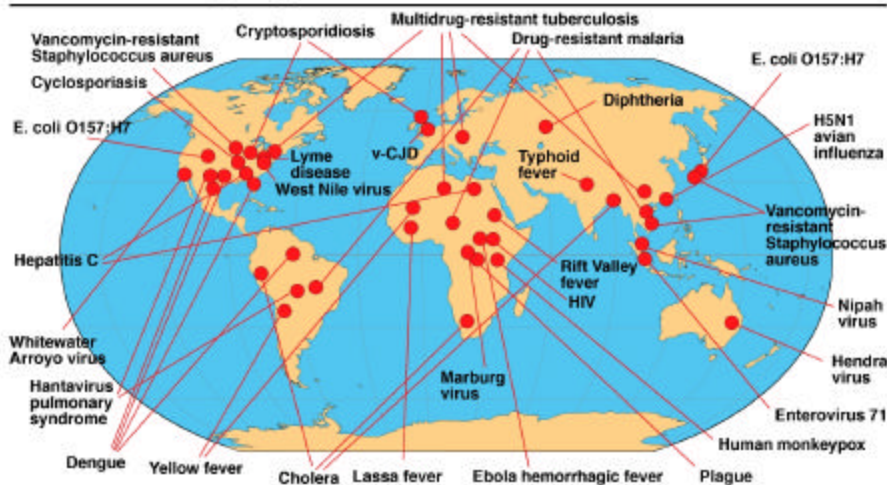 Multidrug-resistant tuberculosis
Cryptosporidiosis
Drug-resistant malaria
Vancomycin-resistant
Staphylococcus aureus
Cyclosporiasis
E. coli O157:H7
E. coli O157:H7
Diphtheria
H5N1
avian
influenza
Lyme
disease
West Nile virus
v-CJD
Typhoid
fever
Vancomycin-
resistant
Staphylococcus
aureus
Hepatitis C
Rift Valley
fever
HIV
Nipah
virus
Whitewater
Arroyo virus
Hendra
virus
Marburg
virus
Hantavirus
pulmonary
syndrome
Enterovirus 71
Human monkeypox
Dengue
Yellow fever
Cholera
Lassa fever
Ebola hemorrhagic fever
Plague